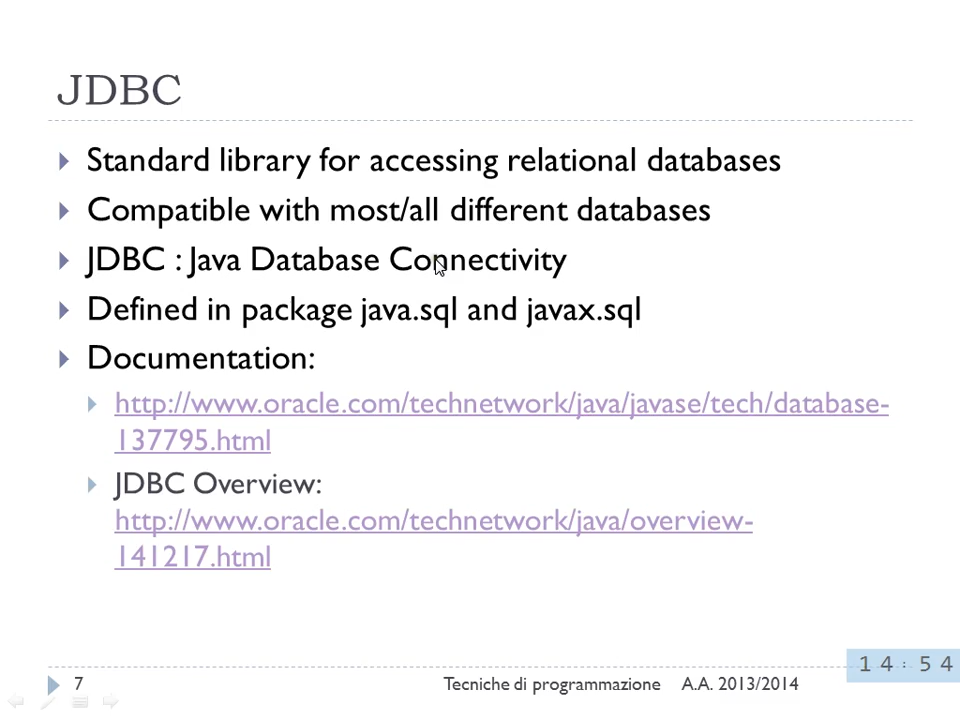 JDBC
Standard library for accessing relational databases
Compatible with most/all different databases
JDBC : Java Database Connectivity
Defined in package java.sql and javax.sql
Documentation:
http://www.oracle.com/technetwork/java/javase/tech/database-
137795.html
JDBC Overview:
http://www.oracle.com/technetwork/java/overview-
141217.html
14:54
7 Tecniche di programmazione A.A. 2013/2014